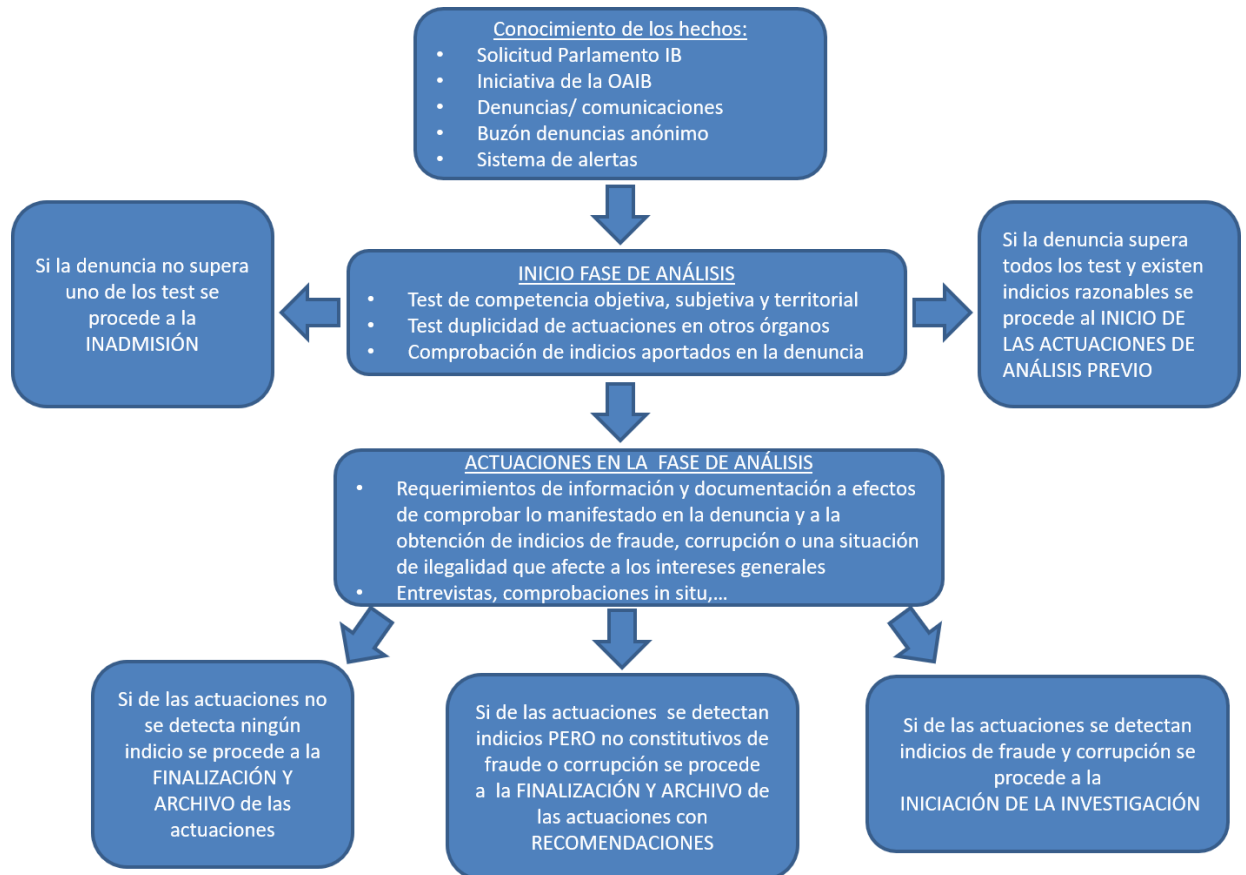 Conocimiento de los hechos:
• Solicitud Parlamento IB
• Iniciativa de la OAIB
• Denuncias/ comunicaciones
• Buzón denuncias anónimo
• Sistema de alertas
Si la denuncia no supera
uno de los test se
procede a la
INADMISIÓN
INICIO FASE DE ANÁLISIS
• Test de competencia objetiva, subjetiva y territorial
• Test duplicidad de actuaciones en otros órganos
• Comprobación de indicios aportados en la denuncia
Si la denuncia supera
todos los test y existen
indicios razonables se
procede al INICIO DE
LAS ACTUACIONES DE
ANÁLISIS PREVIO
ACTUACIONES EN LA FASE DE ANÁLISIS
• Requerimientos de información y documentación a efectos
de comprobar lo manifestado en la denuncia y a la
obtención de indicios de fraude, corrupción o una situación
de ilegalidad que afecte a los intereses generales
• Entrevistas, comprobaciones in situ,...
Si de las actuaciones no
se detecta ningún
indicio se procede a la
FINALIZACIÓN Y
ARCHIVO de las
actuaciones
Si de las actuaciones se detectan
indicios PERO no constitutivos de
fraude o corrupción se procede
a la FINALIZACIÓN Y ARCHIVO de
las actuaciones con
RECOMENDACIONES
Si de las actuaciones se detectan
indicios de fraude y corrupción se
procede a la
INICIACIÓN DE LA INVESTIGACIÓN